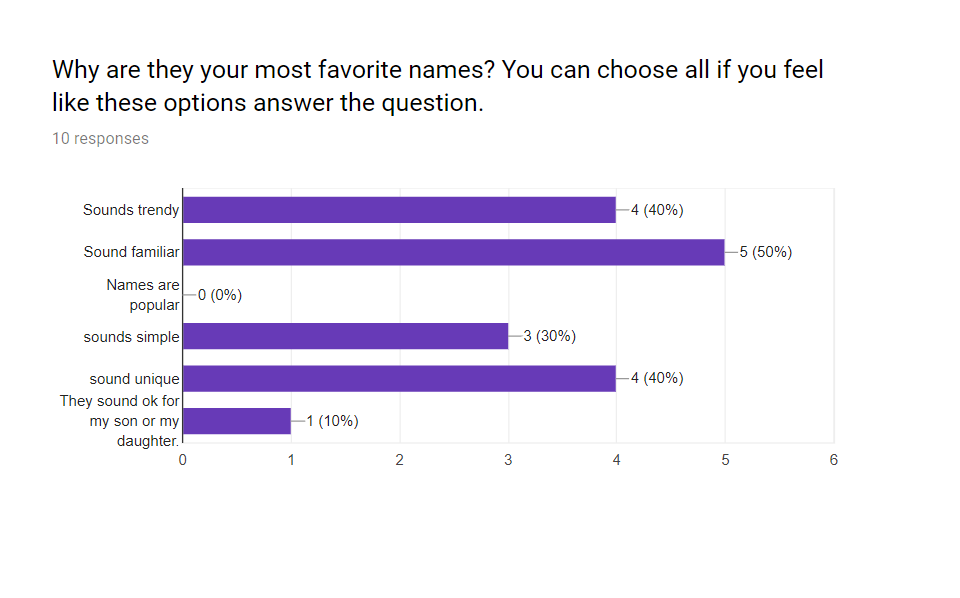 Why are they your most favorite names? You can choose all if you feel
like these options answer the question.
10 responses
Sounds trendy
4 (40%)
Sound familiar
5 (50%)
Names are
popular
0 (0%)
sounds simple
3 (30%)
sound unique
4 (40%)
They sound ok for
my son or my
daughter.
1 (10%)
0 1 2 3 4 5 6